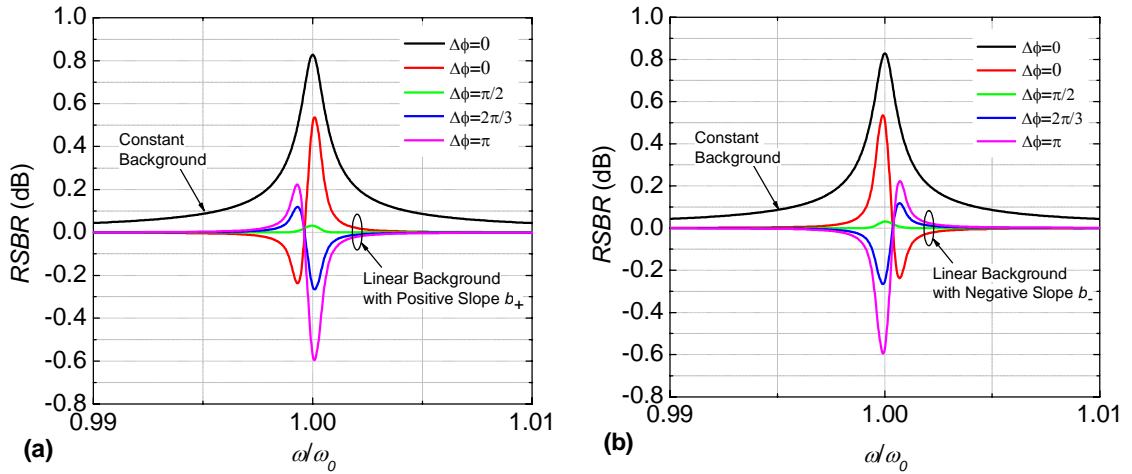 1.0
0.8
0.6
0.4
0.2
0.0
-0.2
-0.4
-0.6
-0.8
RSBR (dB)
Δϕ=0
Δϕ=0
Δϕ=π/2
Δϕ=2π/3
Δϕ=π
Constant
Background
Linear Background
with Positive Slope b+
0.99
1.00
1.01
(a)
ω/ω0
1.0
0.8
0.6
0.4
0.2
0.0
-0.2
-0.4
-0.6
-0.8
RSBR (dB)
Δϕ=0
Δϕ=0
Δϕ=π/2
Δϕ=2π/3
Δϕ=π
Constant
Background
Linear Background
with Negative Slope b-
0.99
1.00
1.01
(b)
ω/ω0